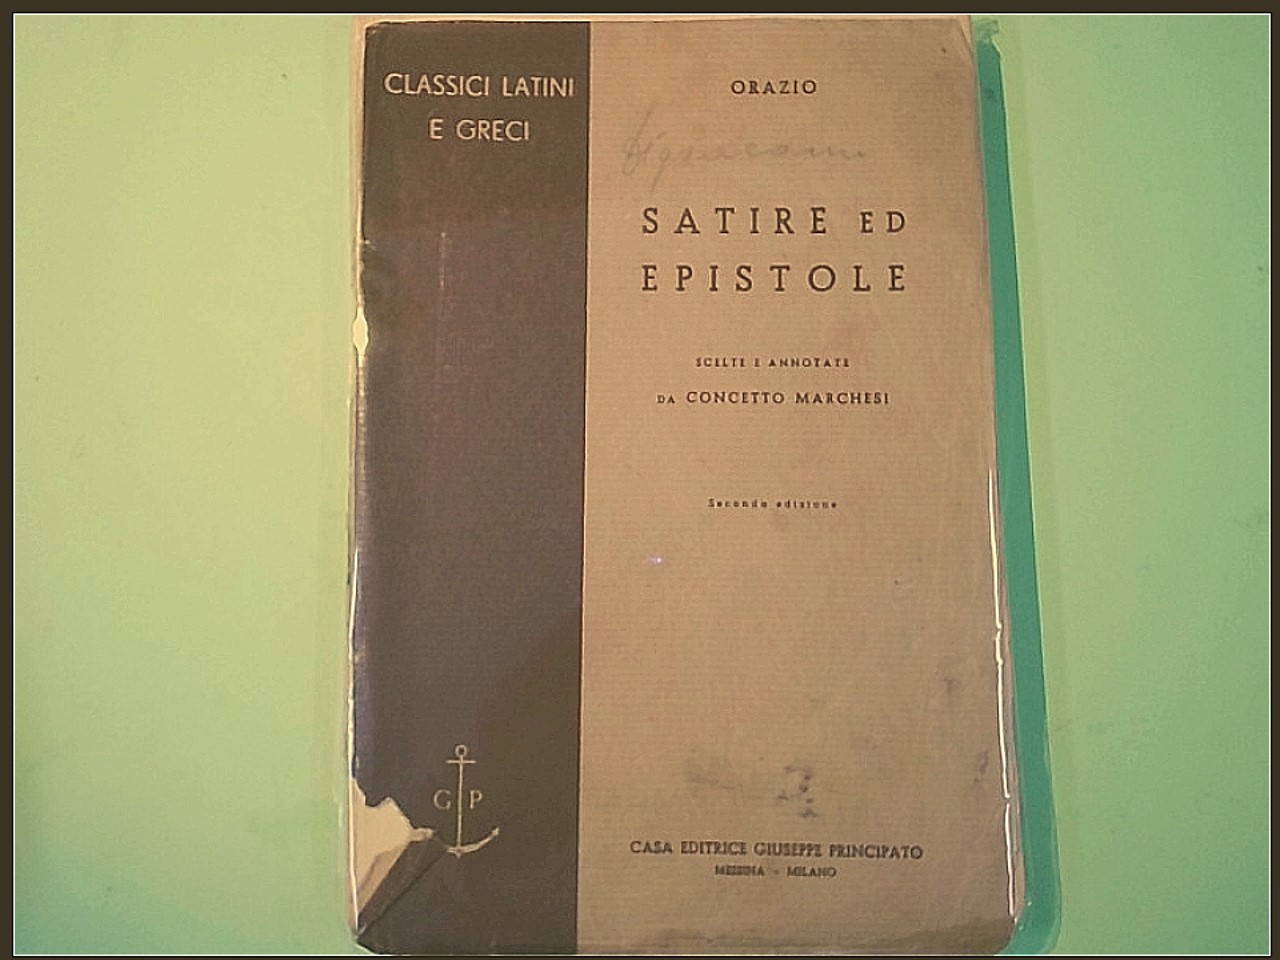 CLASSICI LATINI
E GRECI
ORAZIO
SATIRE ED
EPISTOLE
SCELTE E ANNOTATE
DA CONCETTO MARCHESI
Seconda edizione
G P
CASA EDITRICE GIUSEPPE PRINCIPATO
MESSINA - MILANO